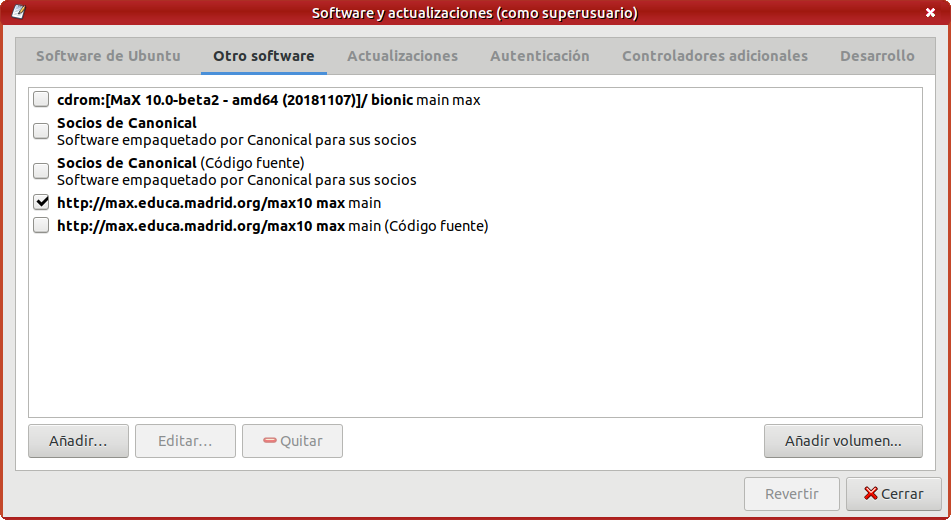 Software y actualizaciones (como superusuario)
Software de Ubuntu Otro software Actualizaciones Autenticación Controladores adicionales Desarrollo
cdrom:[MaX 10.0-beta2 - amd64 (20181107)]/ bionic main max
Socios de Canonical
Software empaquetado por Canonical para sus socios
Socios de Canonical (Código fuente)
Software empaquetado por Canonical para sus socios
http://max.educa.madrid.org/max10 max main
http://max.educa.madrid.org/max10 max main (Código fuente)
Añadir... Editar... Quitar Añadir volumen...
Revertir Cerrar